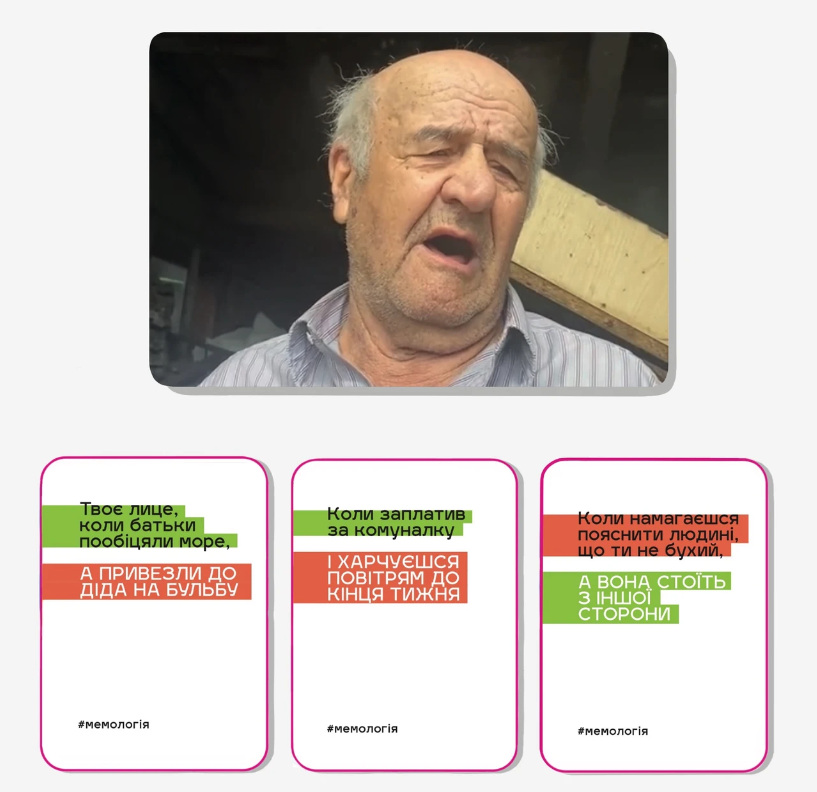 Твоє лице,
коли батьки
пообіцяли море,
А ПРИВЕЗЛИ ДО
ДІДА НА БУЛЬБУ
#мемологія
Коли заплатив
за комуналку
І ХАРЧУЄШСЯ
ПОВІТРЯМ ДО
КІНЦЯ ТИЖНЯ
#мемологія
Коли намагаєшся
пояснити людині,
що ти не бухий,
А ВОНА СТОЇТЬ
З ІНШОЇ
СТОРОНИ
#мемологія